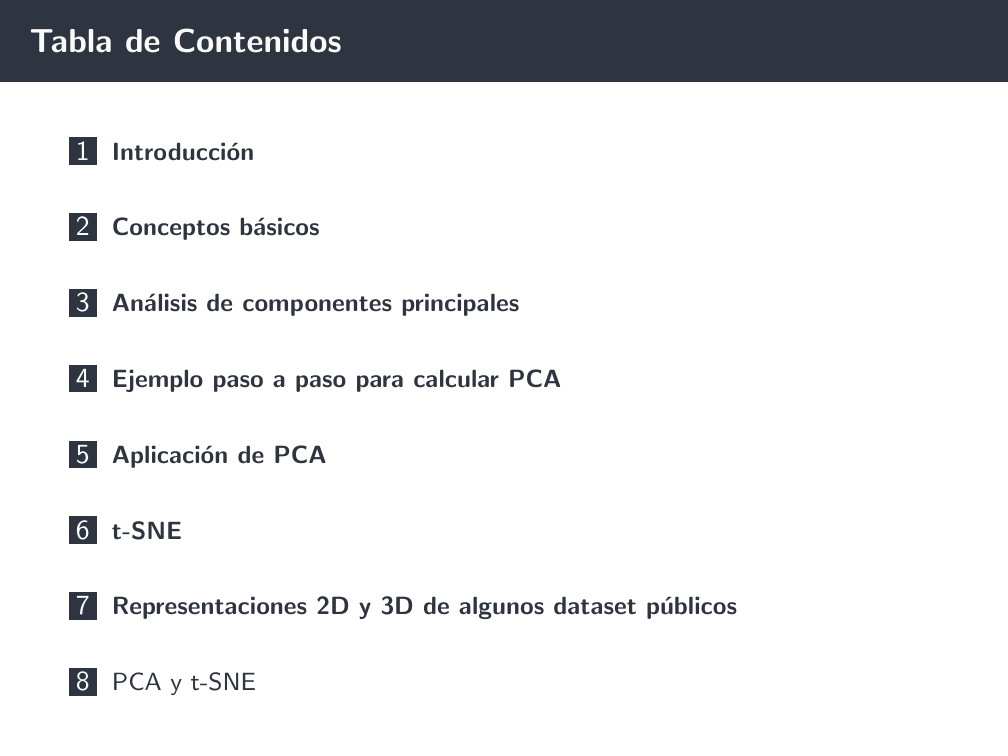 Tabla de Contenidos
1 Introducción
2 Conceptos básicos
3 Análisis de componentes principales
4 Ejemplo paso a paso para calcular PCA
5 Aplicación de PCA
6 t-SNE
7 Representaciones 2D y 3D de algunos dataset públicos
8 PCA y t-SNE